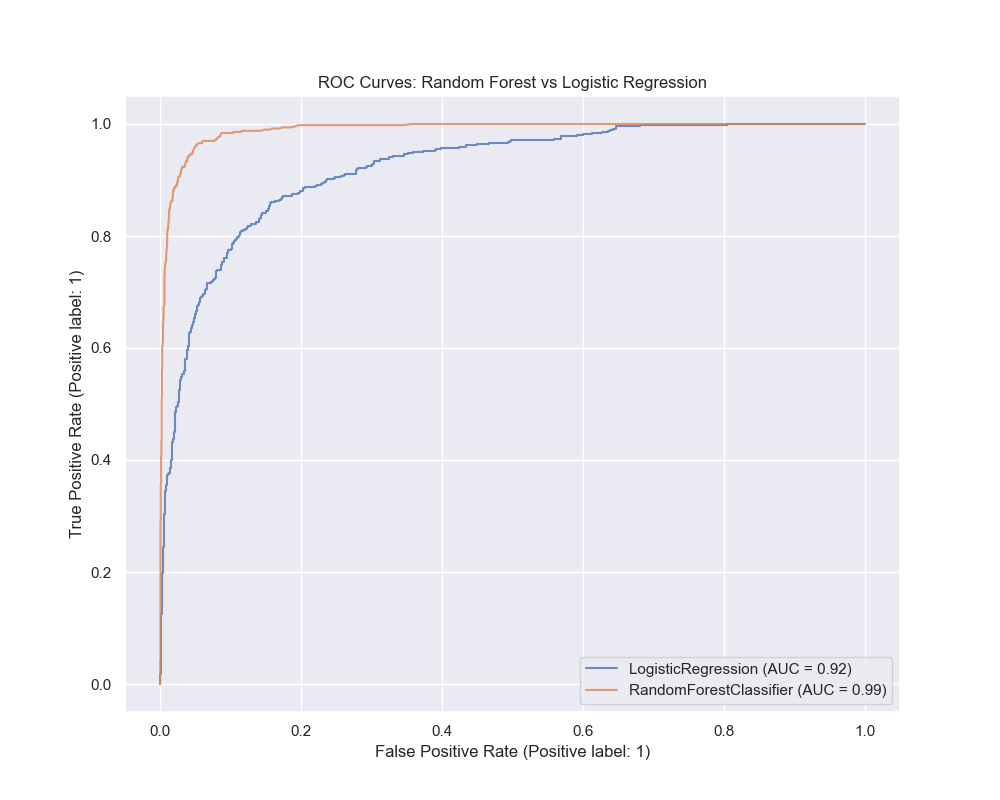 ROC Curves: Random Forest vs Logistic Regression
1.0
0.8
0.6
0.4
0.2
0.0
True Positive Rate (Positive label: 1)
LogisticRegression (AUC = 0.92)
RandomForestClassifier (AUC = 0.99)
0.0 0.2 0.4 0.6 0.8 1.0
False Positive Rate (Positive label: 1)